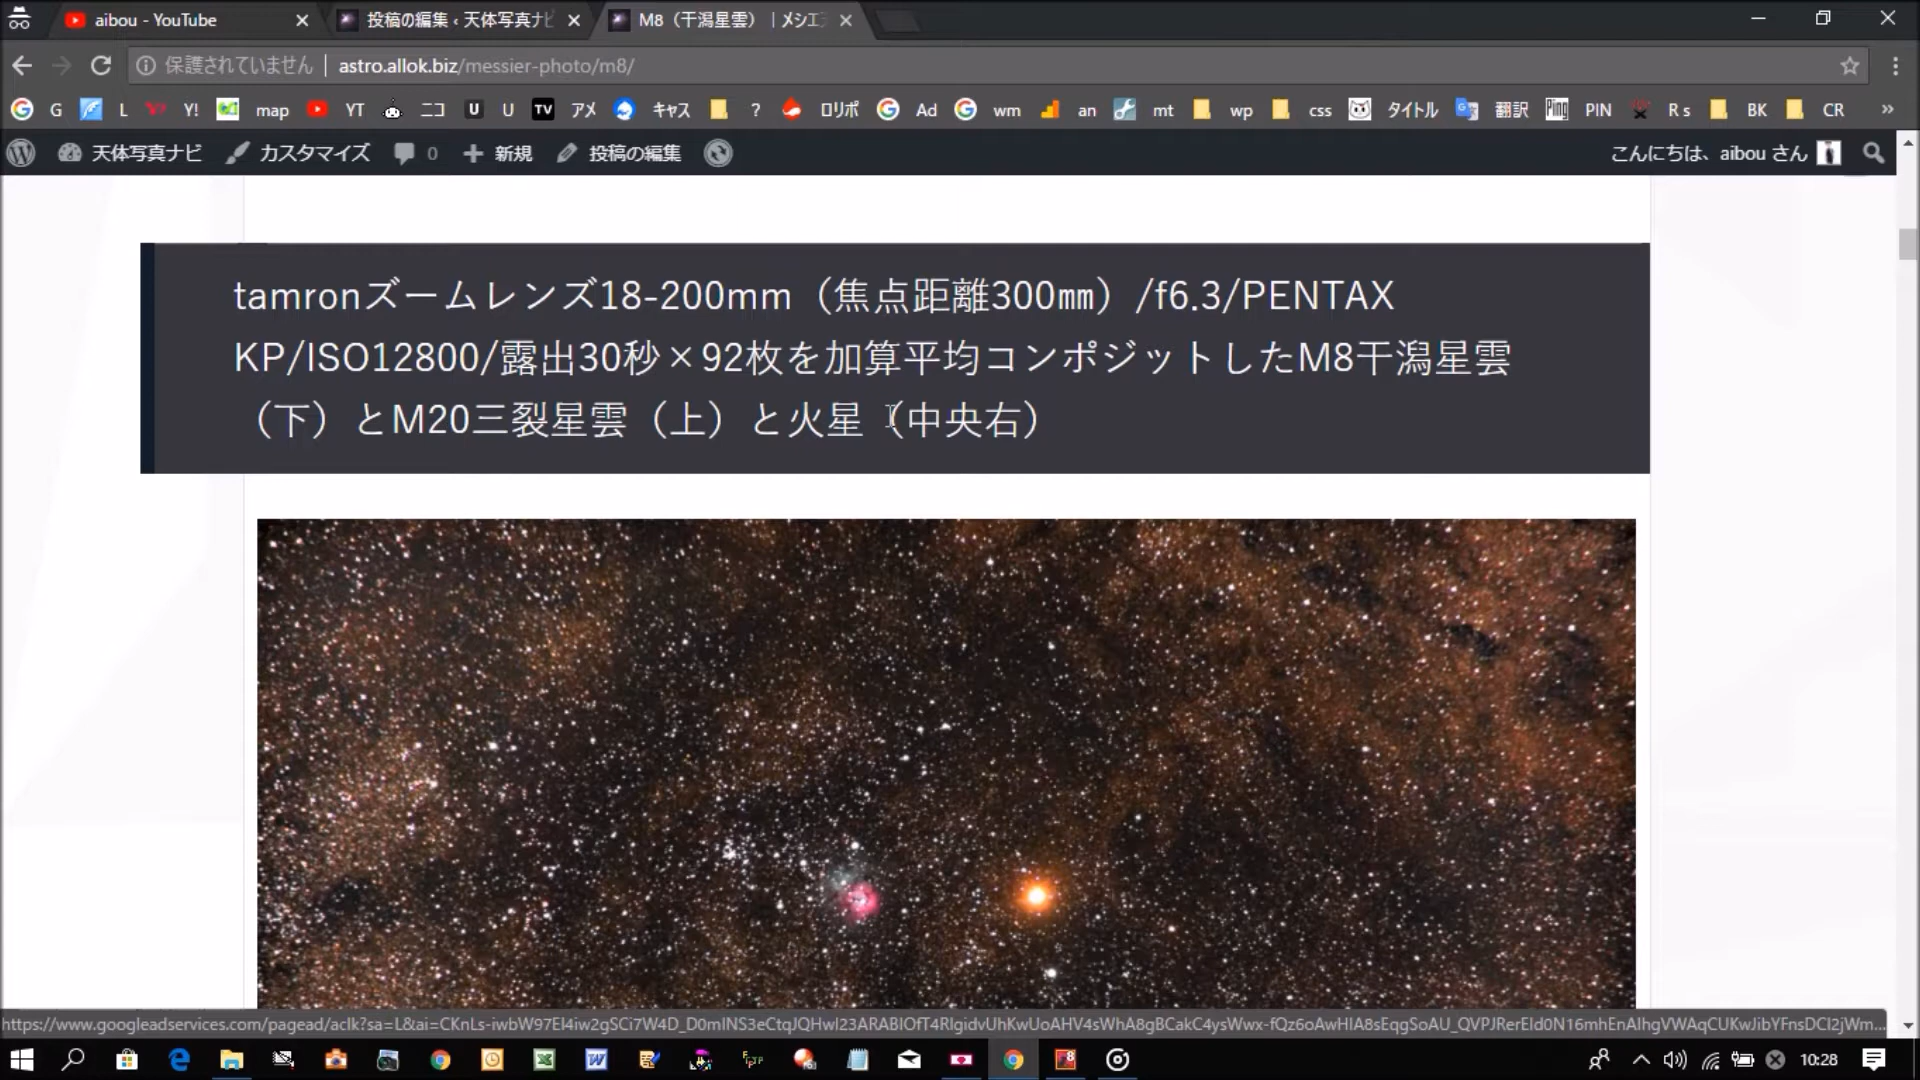 aibou - YouTube
投稿の編集 ‹ 天体写真ナビ
M8（干潟星雲） | メシエ天
保護されていません | astro.allok.biz/messier-photo/m8/
G L Y! map YT ニコ U U TV アメ キャス ? ロリポ Ad wm an mt wp css タイトル 翻訳 Ping PIN R s BK CR »
天体写真ナビ カスタマイズ 0 新規 投稿の編集 こんにちは、aibou さん
tamronズームレンズ18-200mm（焦点距離300㎜）/f6.3/PENTAX
KP/ISO12800/露出30秒×92枚を加算平均コンポジットしたM8干潟星雲
（下）とM20三裂星雲（上）と火星（中央右）
10:28